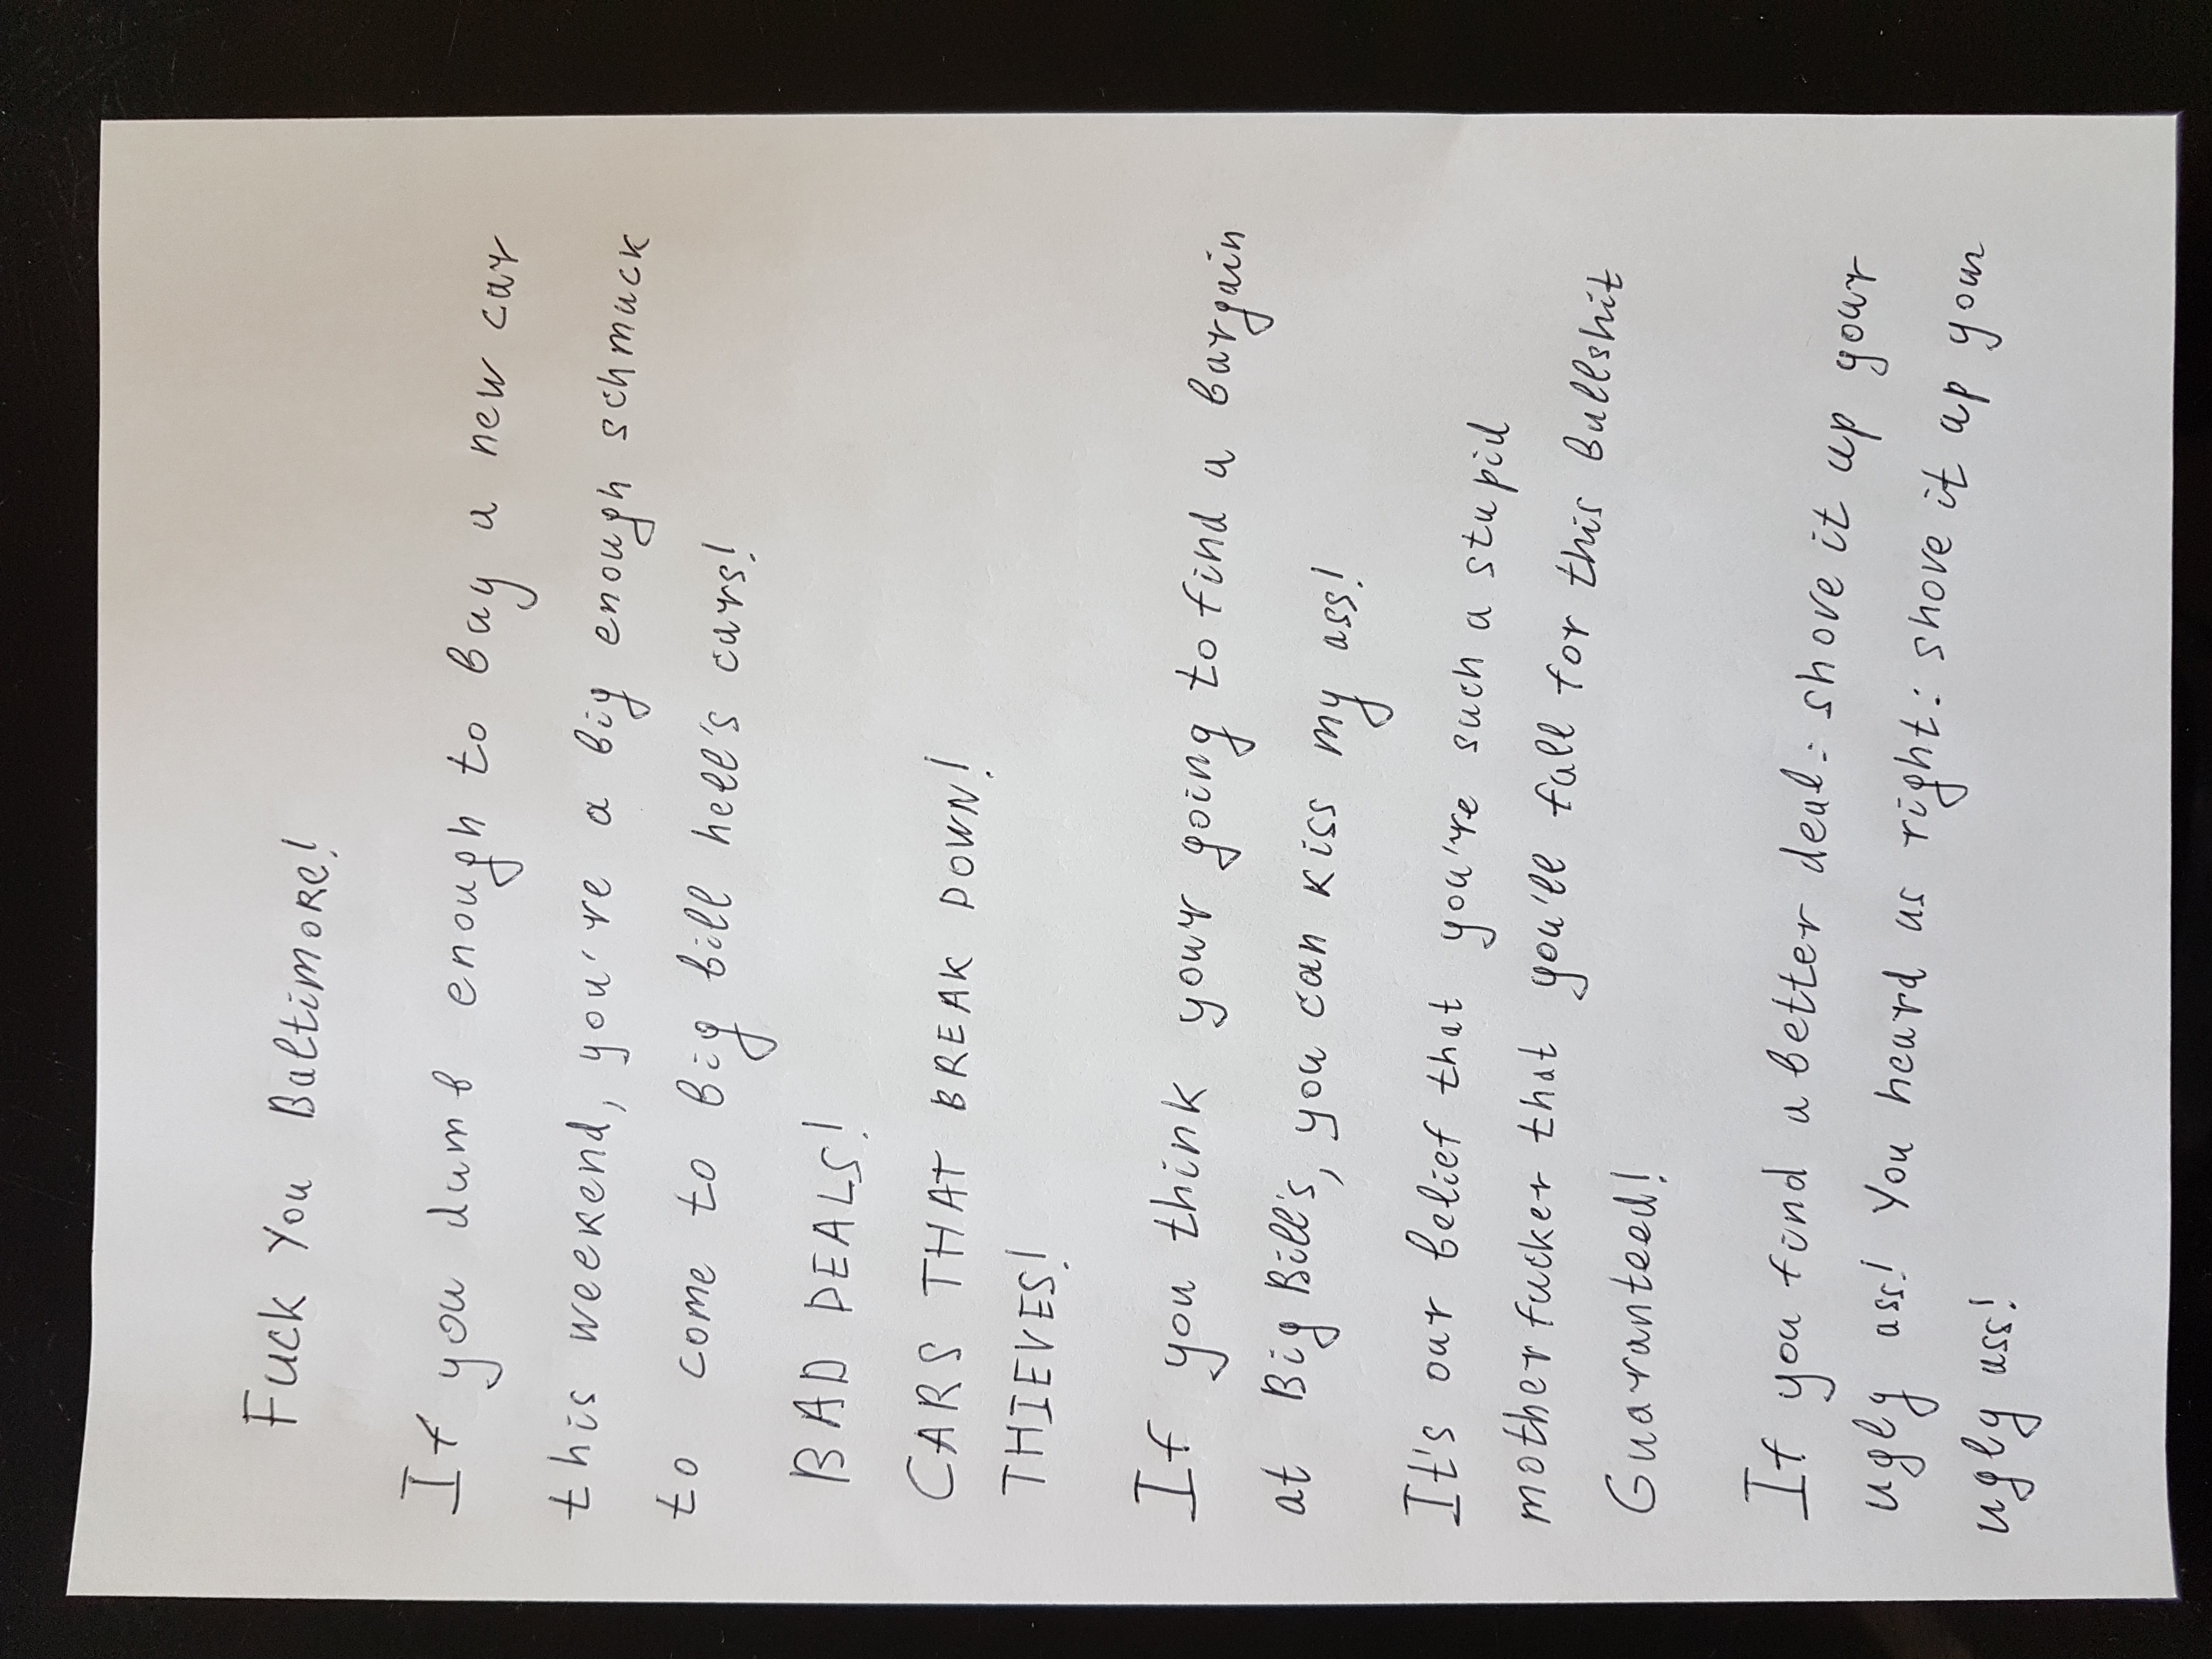 Fuck You Baltimore!
If you dumb enough to buy a new car
this weekend, you're a big enough schmuck
to come to big bill hell's cars!
BAD DEALS!
CARS THAT BREAK DOWN!
THIEVES!
If you think your going to find a bargain
at Big Bill's, you can kiss my ass!
It's our belief that you're such a stupid
motherfucker that you'll fall for this bullshit
Guaranteed!
If you find a better deal: shove it up your
ugly ass! You heard us right: shove it up your
ugly ass!